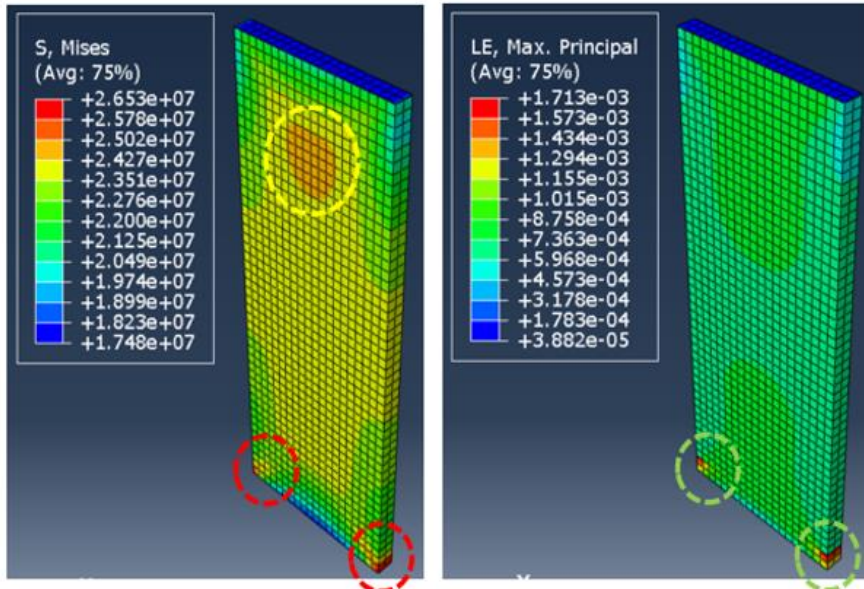 S, Mises
(Avg: 75%)
+2.653e+07
+2.578e+07
+2.502e+07
+2.427e+07
+2.351e+07
+2.276e+07
+2.200e+07
+2.125e+07
+2.049e+07
+1.974e+07
+1.899e+07
+1.823e+07
+1.748e+07
LE, Max. Principal
(Avg: 75%)
+1.713e-03
+1.573e-03
+1.434e-03
+1.294e-03
+1.155e-03
+1.015e-03
+8.758e-04
+7.363e-04
+5.968e-04
+4.573e-04
+3.178e-04
+1.783e-04
+3.882e-05